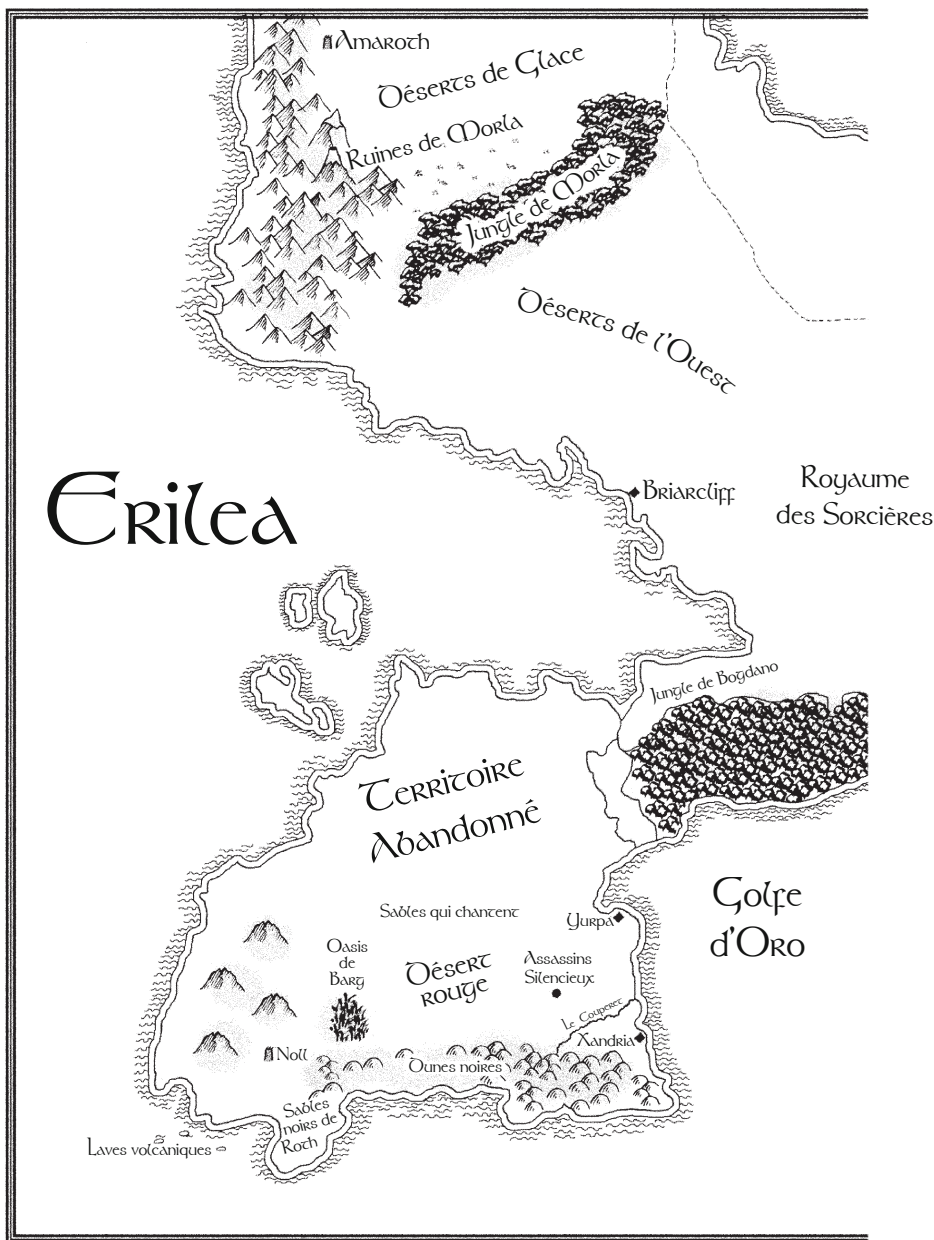 Amaroth
Déserts de Glace
Ruines de Morla
Jungle de Morla
Déserts de l'Ouest
Erilea
Briarcliff
Royaume
des Sorcières
Jungle de Bogdano
Territoire
Abandonné
Golfe
d'Oro
Sables qui chantent
Yurpa
Oasis
de
Barg
Désert
rouge
Assassins
Silencieux
Le Couperet
Xandria
Noll
Dunes noires
Sables
noirs de
Roth
Laves volcaniques